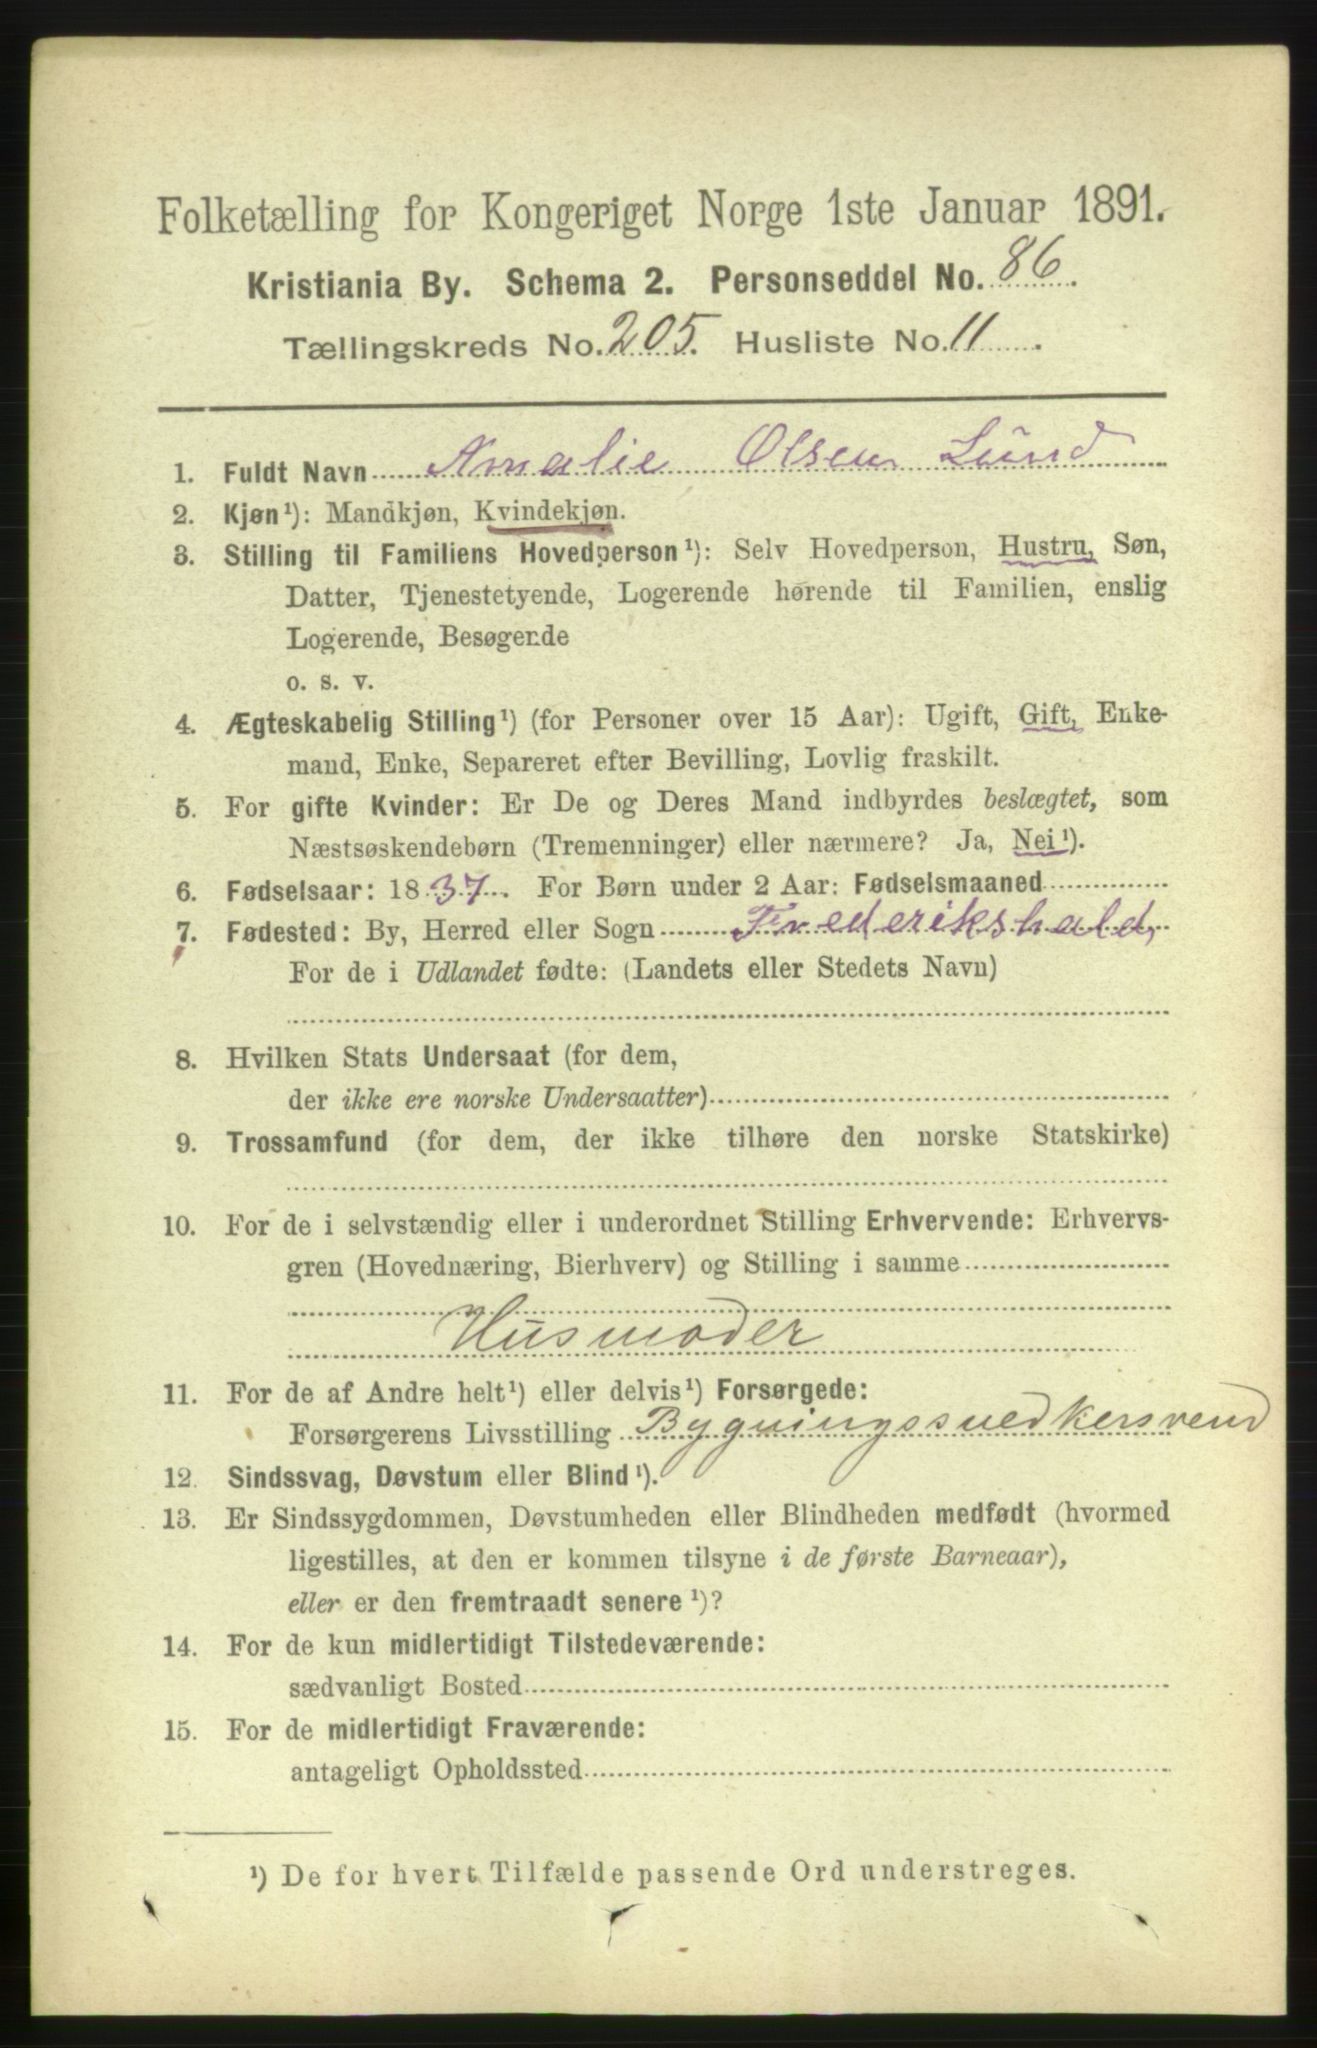 Folketælling for Kongeriget Norge 1ste Januar 1891.
Kristiania By. Schema 2. Personseddel No. 86.
Tællingskreds No. 205. Husliste No. 11.
1. Fuldt Navn Amalie Olsen Lund
2. Kjøn¹): Mandkjøn, Kvindekjøn.
3. Stilling til Familiens Hovedperson¹): Selv Hovedperson, Hustru, Søn,
Datter, Tjenestetyende, Logerende hørende til Familien, enslig
Logerende, Besøgende
o. s. v.
4. Ægteskabelig Stilling¹) (for Personer over 15 Aar): Ugift, Gift, Enke-
mand, Enke, Separeret efter Bevilling, Lovlig fraskilt.
5. For gifte Kvinder: Er De og Deres Mand indbyrdes beslægtet, som
Næstsøskendebørn (Tremenninger) eller nærmere? Ja, Nei¹).
6. Fødselsaar: 1837. For Børn under 2 Aar: Fødselsmaaned
7. Fødested: By, Herred eller Sogn Frederikshald,
For de i Udlandet fødte: (Landets eller Stedets Navn)
8. Hvilken Stats Undersaat (for dem,
der ikke ere norske Undersaatter)
9. Trossamfund (for dem, der ikke tilhøre den norske Statskirke)
10. For de i selvstændig eller i underordnet Stilling Erhvervende: Erhvervs-
gren (Hovednæring, Bierhverv) og Stilling i samme
Husmoder
11. For de af Andre helt¹) eller delvis¹) Forsørgede:
Forsørgerens Livsstilling Bygningssnedkersvend
12. Sindssvag, Døvstum eller Blind¹).
13. Er Sindssygdommen, Døvstumheden eller Blindheden medfødt (hvormed
ligestilles, at den er kommen tilsyne i de første Barneaar),
eller er den fremtraadt senere¹)?
14. For de kun midlertidigt Tilstedeværende:
sædvanligt Bosted
15. For de midlertidigt Fraværende:
antageligt Opholdssted
¹) De for hvert Tilfælde passende Ord understreges.